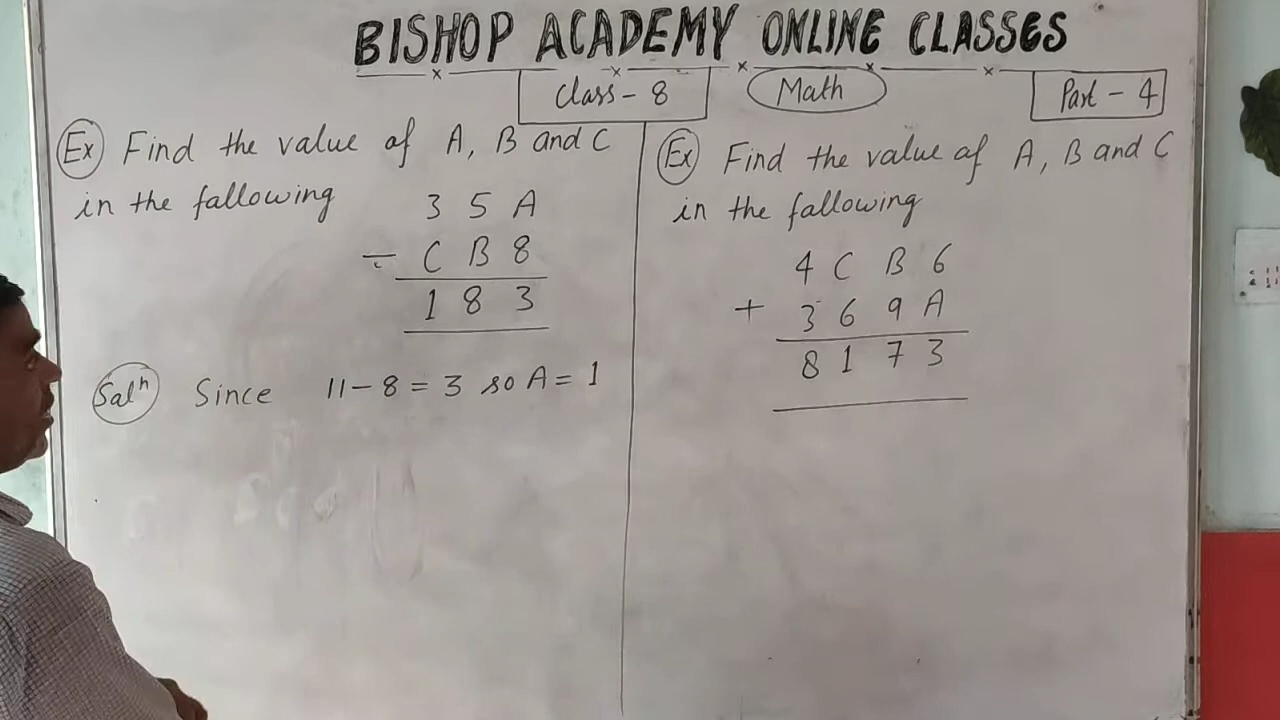 BISHOP ACADEMY ONLINE CLASSES
Class - 8
Math
Part - 4
Ex Find the value of A, B and C
in the fallowing
3 5 A
- C B 8
1 8 3
Salⁿ Since 11 - 8 = 3 so A = 1
Ex Find the value af A, B and C
in the fallowing
4 C B 6
+ 3 6 9 A
8 1 7 3